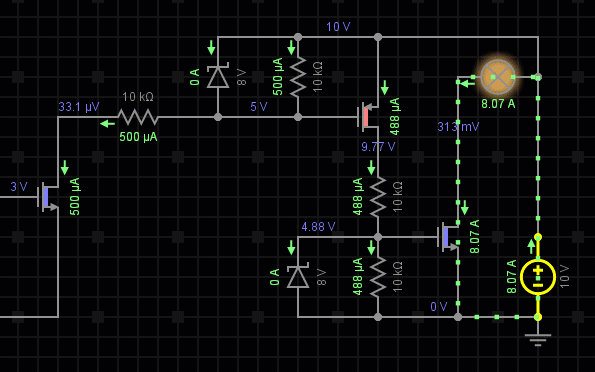 10 V
0 A
8 V
500 µA
10 kΩ
8.07 A
33.1 µV
10 kΩ
500 µA
5 V
488 µA
313 mV
9.77 V
3 V
500 µA
488 µA
10 kΩ
4.88 V
8.07 A
0 A
8 V
488 µA
10 kΩ
8.07 A
10 V
0 V